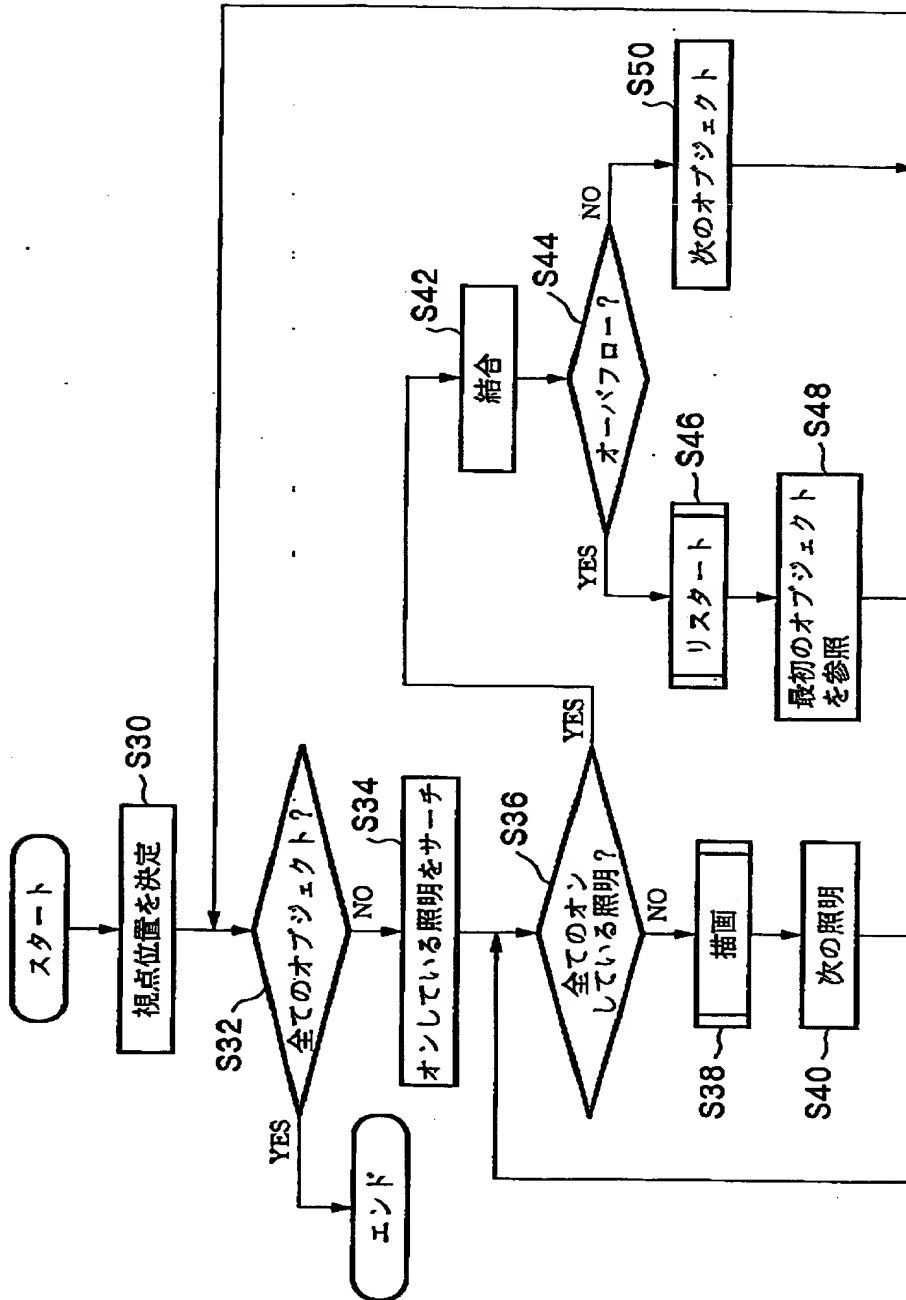 スタート
S30
視点位置を決定
S32
全てのオブジェクト？
YES
エンド
NO
S34
オンしている照明をサーチ
S36
全てのオン
している照明？
NO
S38
描画
S40
次の照明
YES
S42
結合
S44
オーバフロー？
YES
S46
リスタート
S48
最初のオブジェクト
を参照
NO
S50
次のオブジェクト